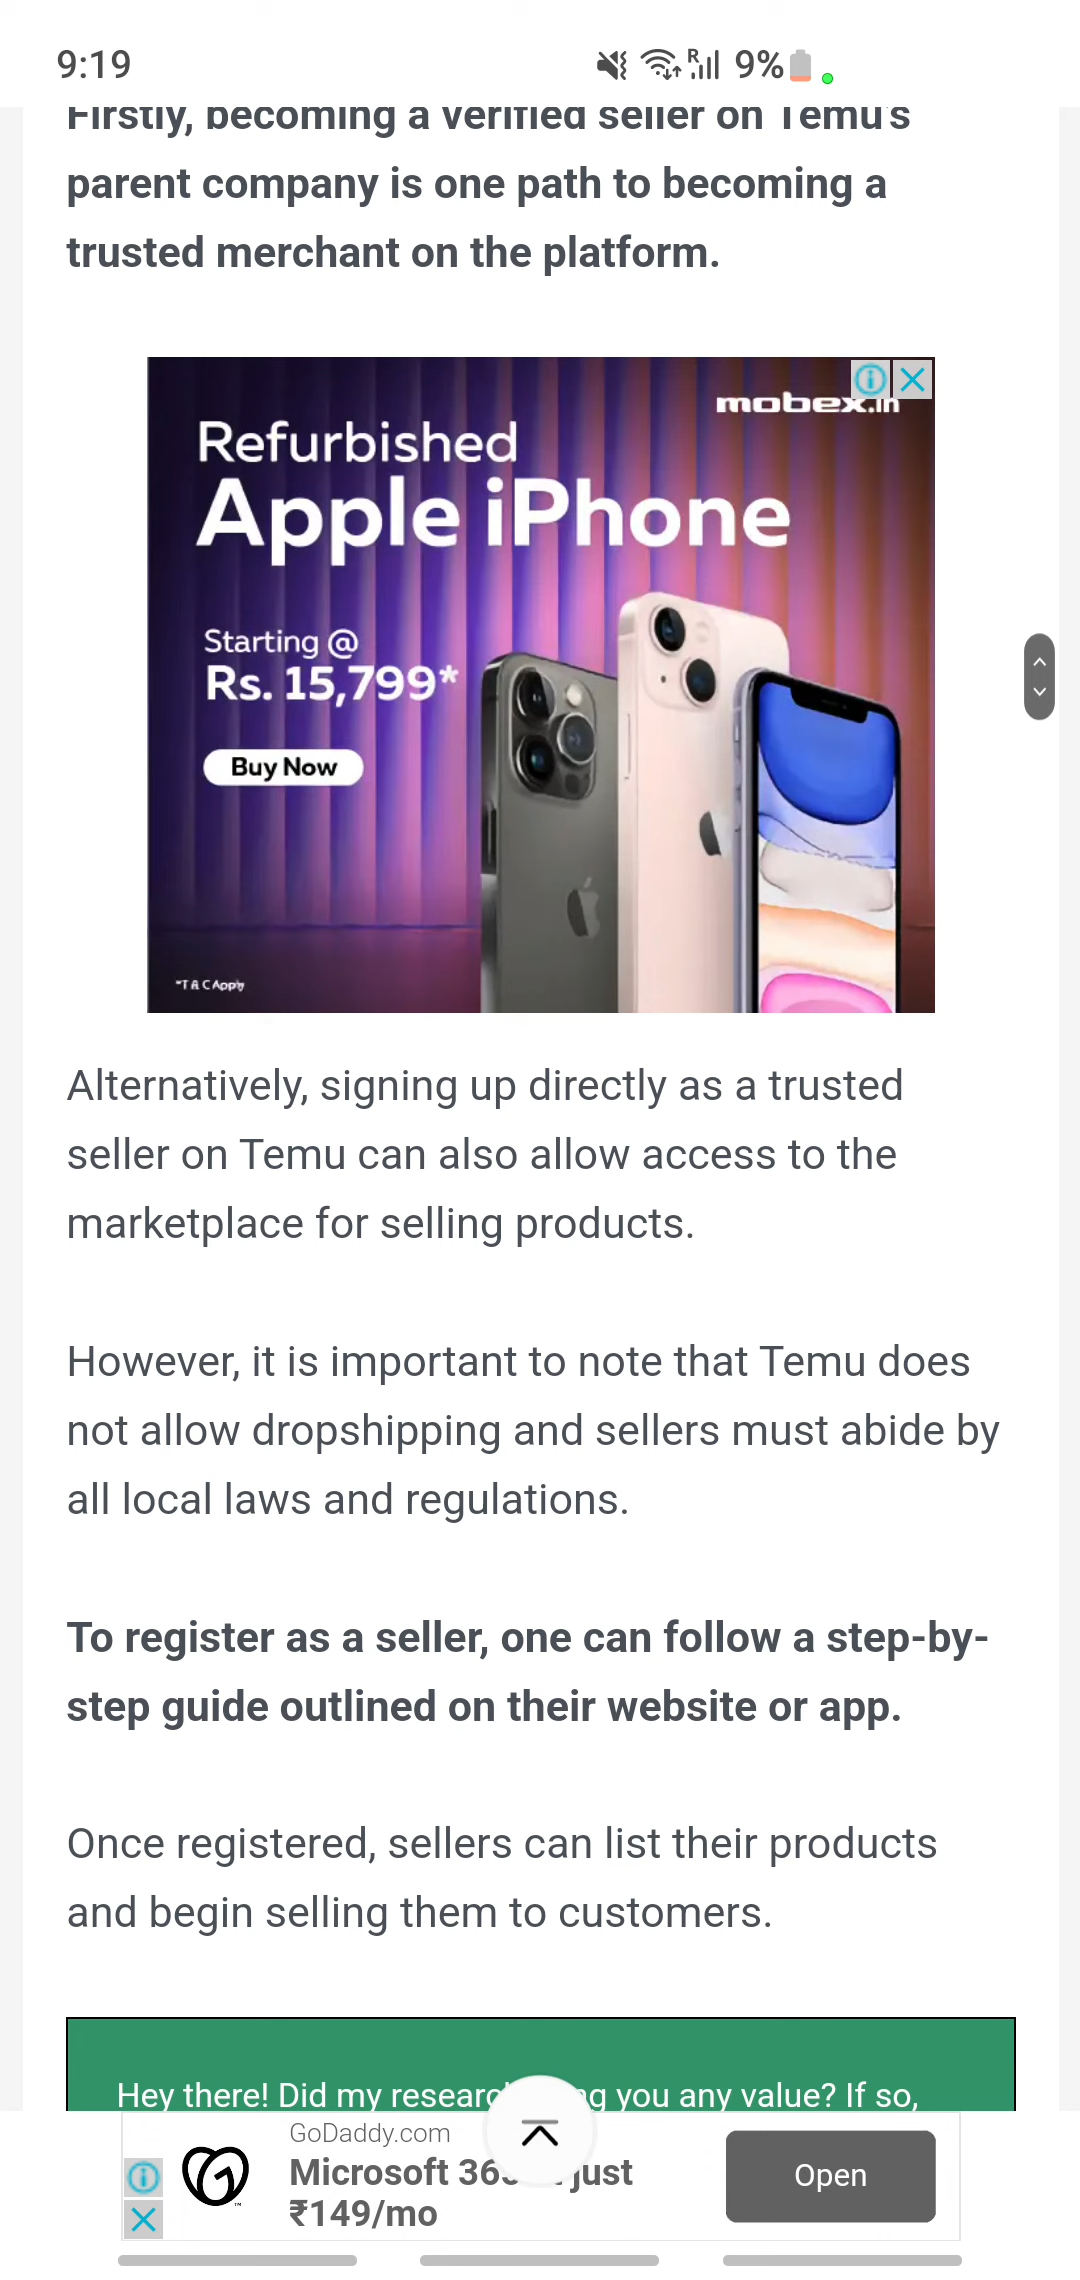 9:19
R 9%
Firstly, becoming a verified seller on Temu's
parent company is one path to becoming a
trusted merchant on the platform.
mobex.in
Refurbished
Apple iPhone
Starting @
Rs. 15,799*
Buy Now
*T & C Apply
Alternatively, signing up directly as a trusted
seller on Temu can also allow access to the
marketplace for selling products.
However, it is important to note that Temu does
not allow dropshipping and sellers must abide by
all local laws and regulations.
To register as a seller, one can follow a step-by-
step guide outlined on their website or app.
Once registered, sellers can list their products
and begin selling them to customers.
Hey there! Did my you any value? If so,
GoDaddy.com
Microsoft just
₹149/mo
Open